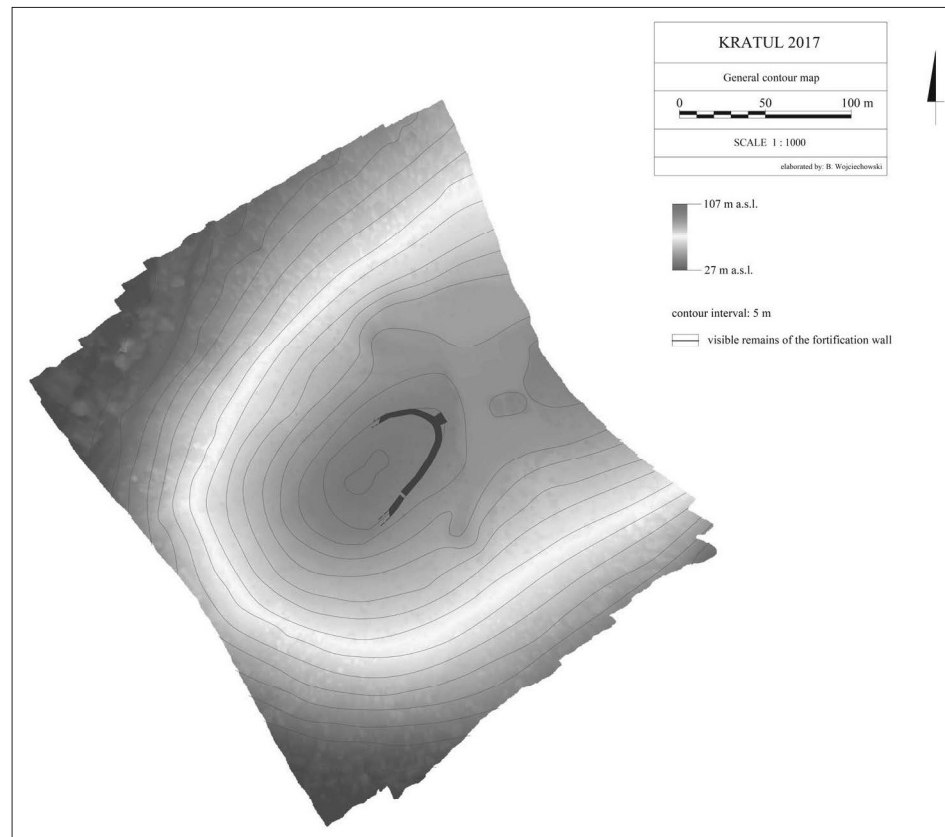 KRATUL 2017
General contour map
0 50 100 m
SCALE 1 : 1000
elaborated by: B. Wojciechowski
107 m a.s.l.
27 m a.s.l.
contour interval: 5 m
visible remains of the fortification wall